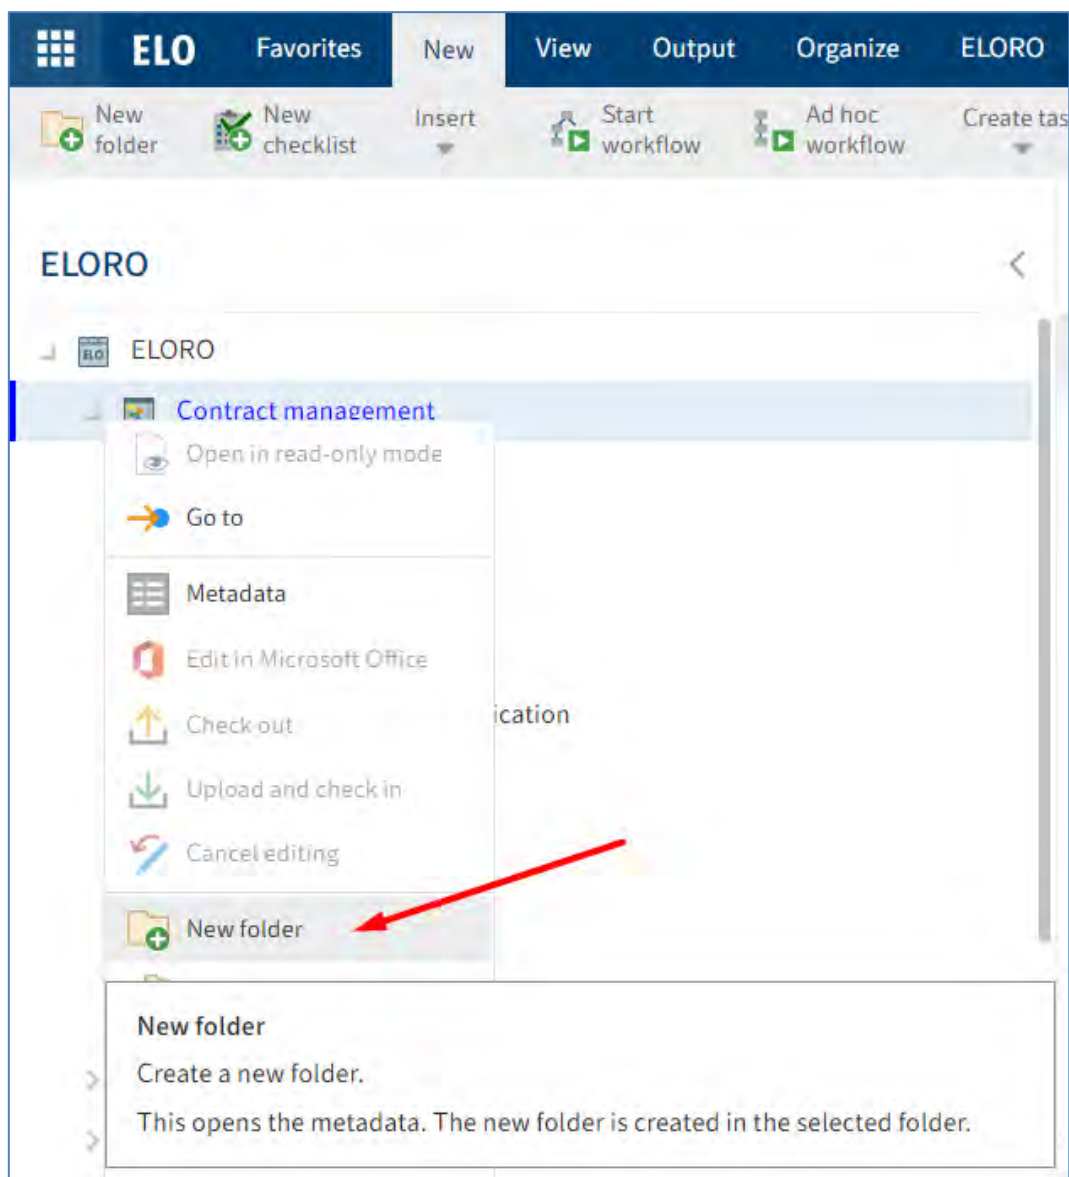 ELO Favorites New View Output Organize ELORO
New folder New checklist Insert Start workflow Ad hoc workflow Create tas
ELORO
ELO ELORO
Contract management
Open in read-only mode
Go to
Metadata
Edit in Microsoft Office
ication
Check out
Upload and check in
Cancel editing
New folder
New folder
Create a new folder.
This opens the metadata. The new folder is created in the selected folder.